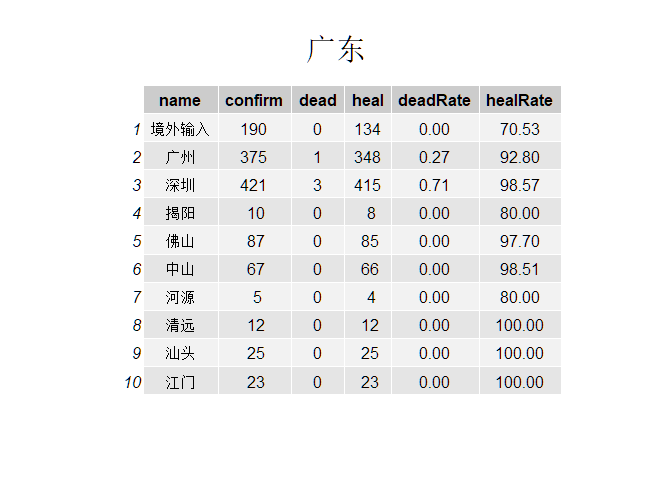 广东
name confirm dead heal deadRate healRate
1 境外输入 190 0 134 0.00 70.53
2 广州 375 1 348 0.27 92.80
3 深圳 421 3 415 0.71 98.57
4 揭阳 10 0 8 0.00 80.00
5 佛山 87 0 85 0.00 97.70
6 中山 67 0 66 0.00 98.51
7 河源 5 0 4 0.00 80.00
8 清远 12 0 12 0.00 100.00
9 汕头 25 0 25 0.00 100.00
10 江门 23 0 23 0.00 100.00